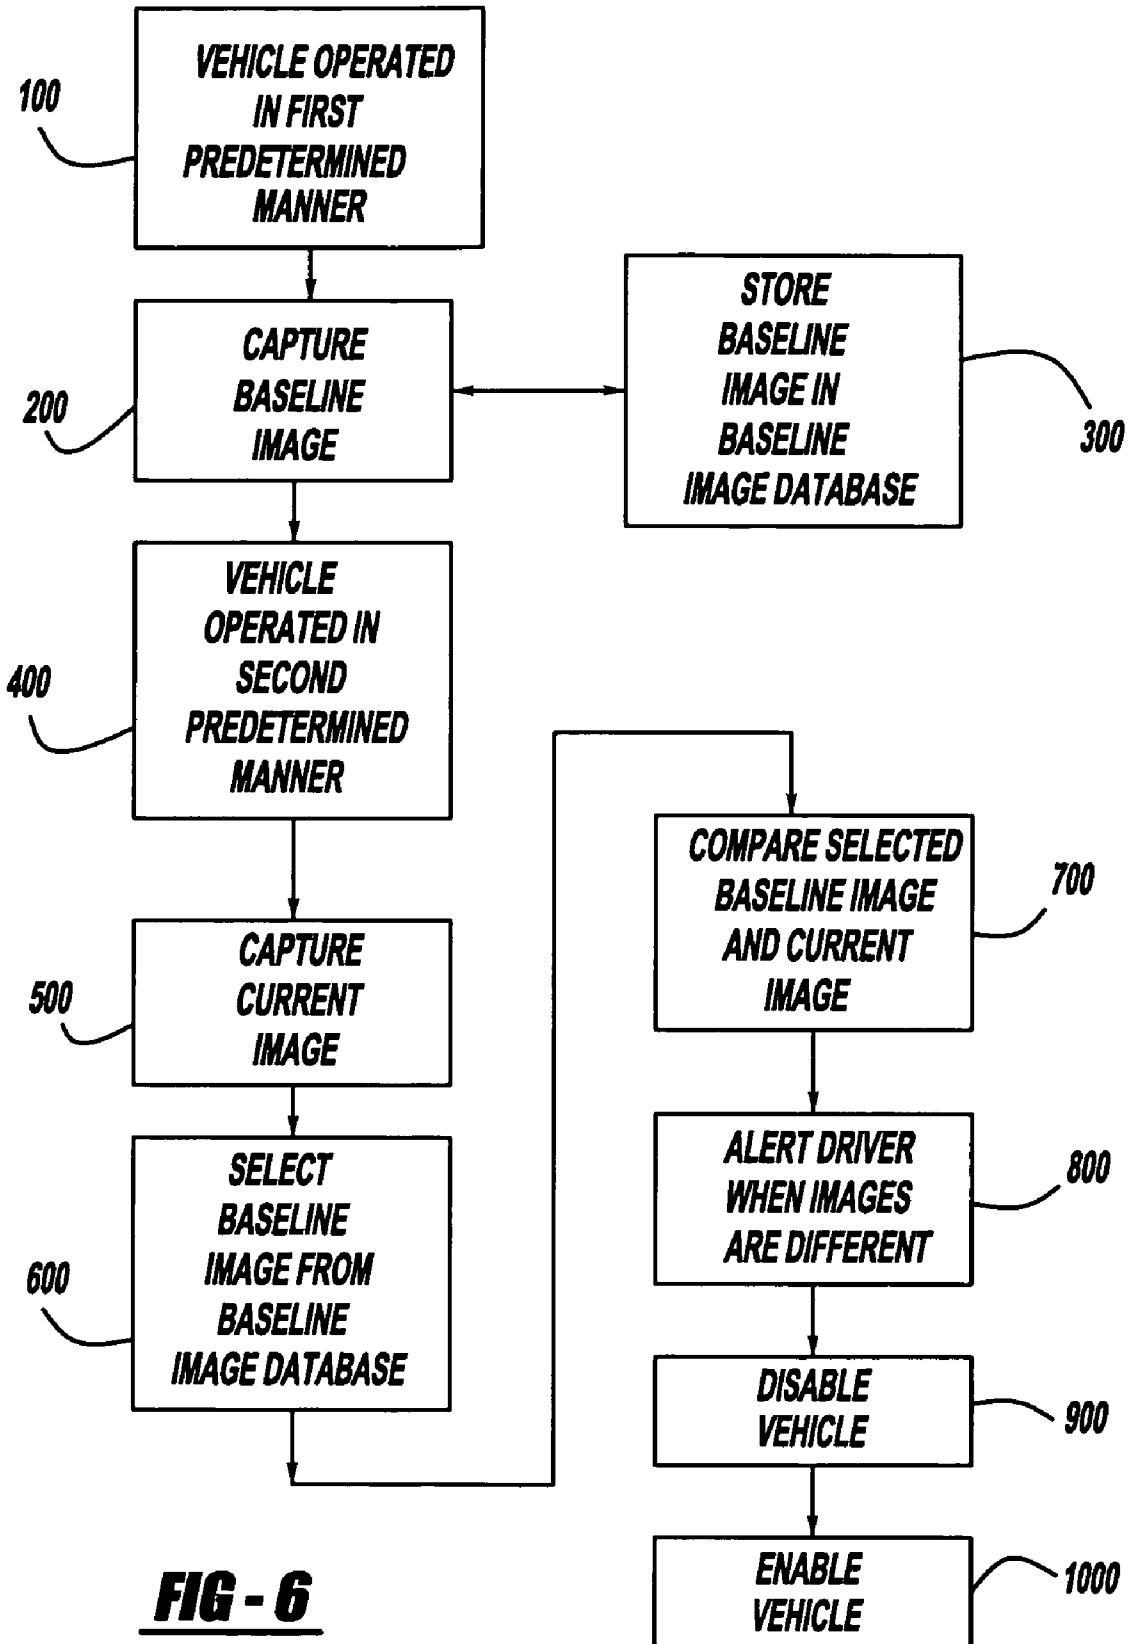 100
VEHICLE OPERATED
IN FIRST
PREDETERMINED
MANNER
200
CAPTURE
BASELINE
IMAGE
STORE
BASELINE
IMAGE IN
BASELINE
IMAGE DATABASE
300
400
VEHICLE
OPERATED IN
SECOND
PREDETERMINED
MANNER
500
CAPTURE
CURRENT
IMAGE
600
SELECT
BASELINE
IMAGE FROM
BASELINE
IMAGE DATABASE
COMPARE SELECTED
BASELINE IMAGE
AND CURRENT
IMAGE
700
ALERT DRIVER
WHEN IMAGES
ARE DIFFERENT
800
DISABLE
VEHICLE
900
ENABLE
VEHICLE
1000
FIG - 6